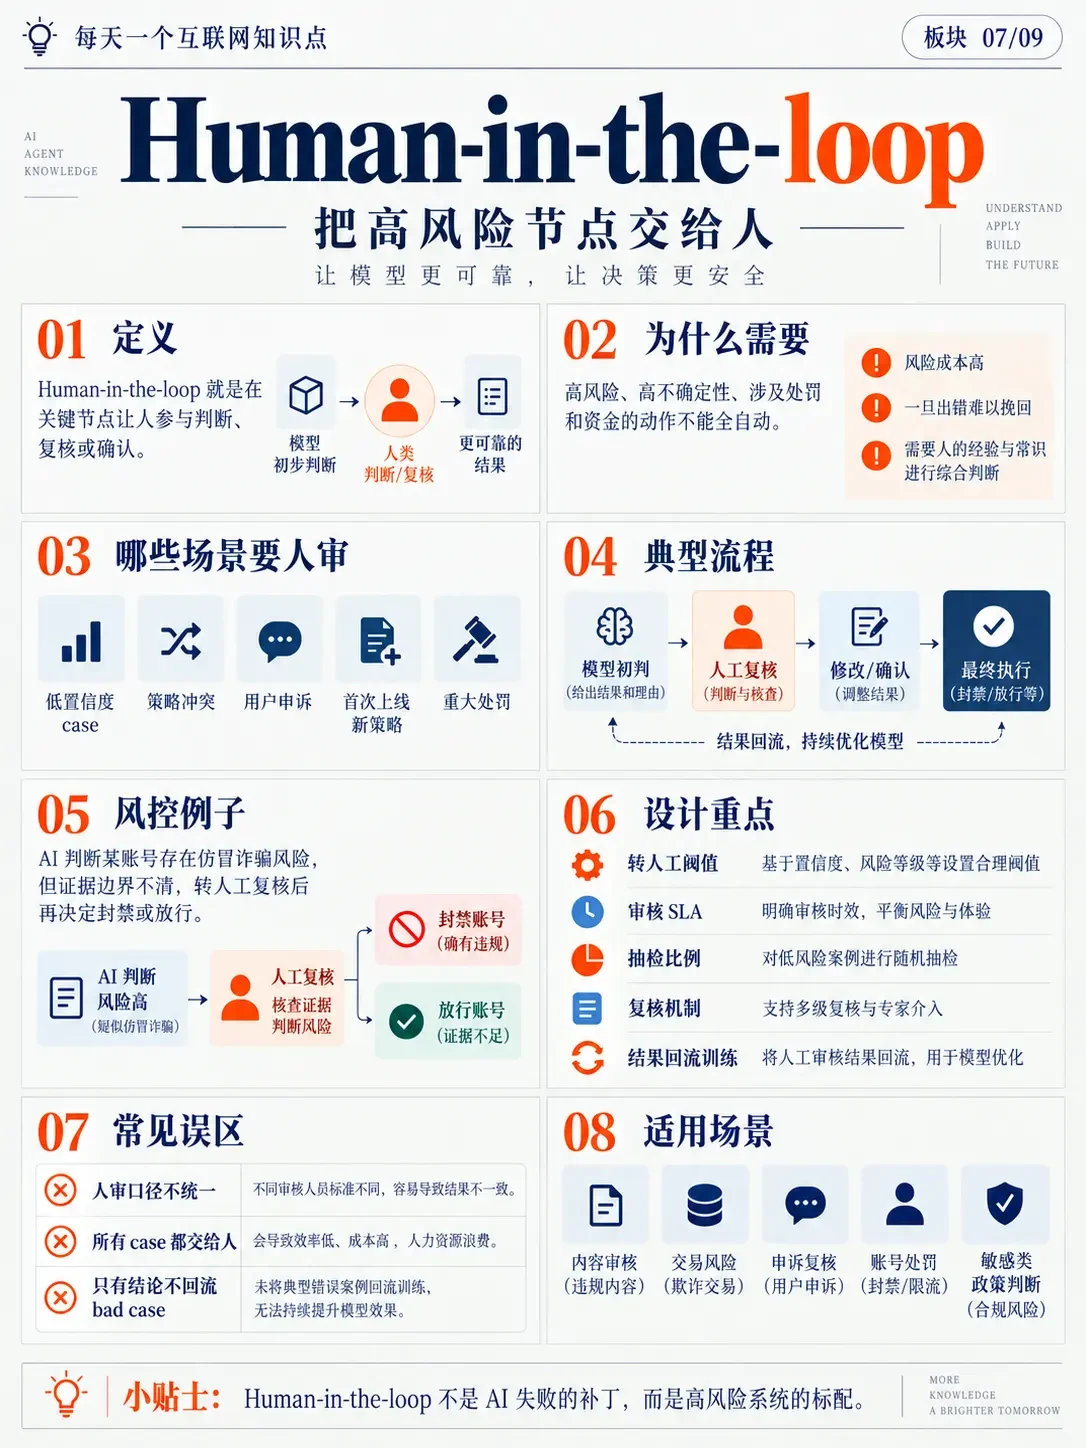 每天一个互联网知识点
板块 07/09
AI
AGENT
KNOWLEDGE
Human-in-the-loop
UNDERSTAND
APPLY
BUILD
THE FUTURE
把高风险节点交给人
让模型更可靠，让决策更安全
01 定义
Human-in-the-loop 就是在
关键节点让人参与判断、
复核或确认。
模型
初步判断
人类
判断/复核
更可靠的
结果
02 为什么需要
高风险、高不确定性、涉及处罚
和资金的动作不能全自动。
风险成本高
一旦出错难以挽回
需要人的经验与常识
进行综合判断
03 哪些场景要人审
低置信度
case
策略冲突
用户申诉
首次上线
新策略
重大处罚
04 典型流程
模型初判
（给出结果和理由）
人工复核
（判断与核查）
修改/确认
（调整结果）
最终执行
（封禁/放行等）
结果回流，持续优化模型
05 风控例子
AI 判断某账号存在仿冒诈骗风险，
但证据边界不清，转人工复核后
再决定封禁或放行。
AI 判断
风险高
（疑似仿冒诈骗）
人工复核
核查证据
判断风险
封禁账号
（确有违规）
放行账号
（证据不足）
06 设计重点
转人工阈值 基于置信度、风险等级等设置合理阈值
审核 SLA 明确审核时效，平衡风险与体验
抽检比例 对低风险案例进行随机抽检
复核机制 支持多级复核与专家介入
结果回流训练 将人工审核结果回流，用于模型优化
07 常见误区
人审口径不统一 不同审核人员标准不同，容易导致结果不一致。
所有 case 都交给人 会导致效率低、成本高，人力资源浪费。
只有结论不回流
bad case
未将典型错误案例回流训练，
无法持续提升模型效果。
08 适用场景
内容审核
（违规内容）
交易风险
（欺诈交易）
申诉复核
（用户申诉）
账号处罚
（封禁/限流）
敏感类
政策判断
（合规风险）
小贴士：Human-in-the-loop 不是 AI 失败的补丁，而是高风险系统的标配。
MORE
KNOWLEDGE
A BRIGHTER TOMORROW